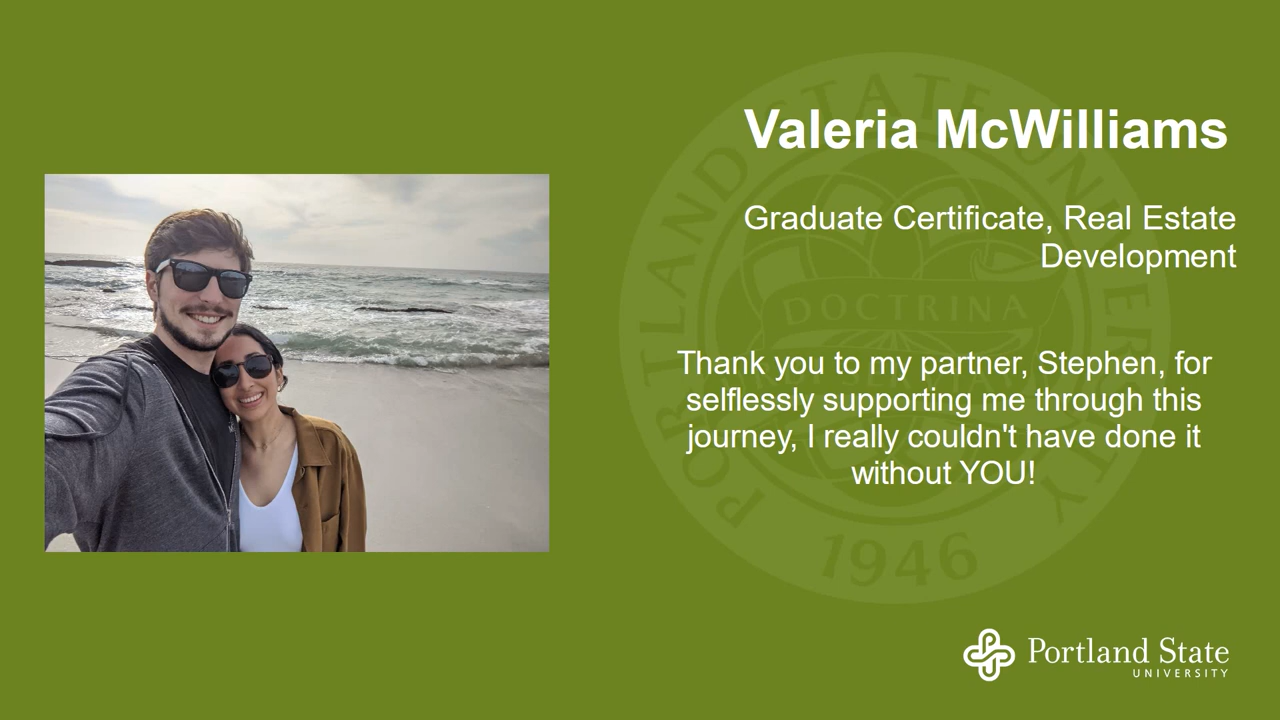 Valeria McWilliams
Graduate Certificate, Real Estate
Development
Thank you to my partner, Stephen, for
selflessly supporting me through this
journey, I really couldn't have done it
without YOU!
PORTLAND STATE UNIVERSITY
DOCTRINA
1946
Portland State
UNIVERSITY